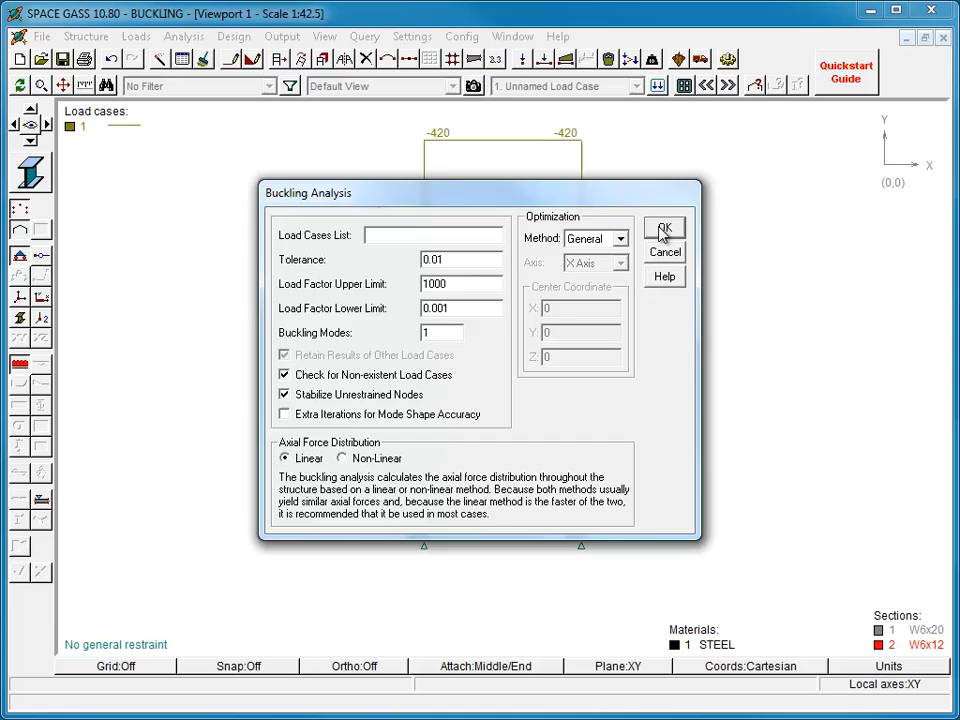 SPACE GASS 10.80 - BUCKLING - [Viewport 1 - Scale 1:42.5]
File Structure Loads Analysis Design Output View Query Settings Config Window Help
2.3
Quickstart
Guide
No Filter
Default View
1. Unnamed Load Case
Load cases:
1
-420
-420
Y
X
(0,0)
Buckling Analysis
Load Cases List:
Tolerance: 0.01
Load Factor Upper Limit: 1000
Load Factor Lower Limit: 0.001
Buckling Modes: 1
Retain Results of Other Load Cases
Check for Non-existent Load Cases
Stabilize Unrestrained Nodes
Extra Iterations for Mode Shape Accuracy
Optimization
Method: General
Axis: X Axis
Center Coordinate
X: 0
Y: 0
Z: 0
OK
Cancel
Help
Axial Force Distribution
Linear Non-Linear
The buckling analysis calculates the axial force distribution throughout the
structure based on a linear or non-linear method. Because both methods usually
yield similar axial forces and, because the linear method is the faster of the two,
it is recommended that it be used in most cases.
No general restraint
Materials:
1 STEEL
Sections:
1 W6x20
2 W6x12
Grid:Off Snap:Off Ortho:Off Attach:Middle/End Plane:XY Coords:Cartesian Units
Local axes:XY